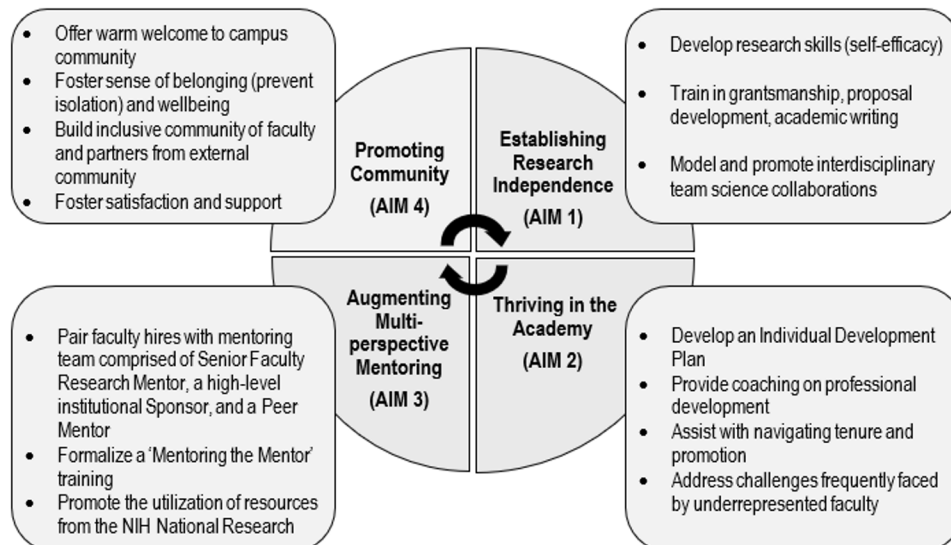 • Offer warm welcome to campus
community
• Foster sense of belonging (prevent
isolation) and wellbeing
• Build inclusive community of faculty
and partners from external
community
• Foster satisfaction and support
Promoting
Community
(AIM 4)
Establishing
Research
Independence
(AIM 1)
• Develop research skills (self-efficacy)
• Train in grantsmanship, proposal
development, academic writing
• Model and promote interdisciplinary
team science collaborations
• Pair faculty hires with mentoring
team comprised of Senior Faculty
Research Mentor, a high-level
institutional Sponsor, and a Peer
Mentor
• Formalize a ‘Mentoring the Mentor’
training
• Promote the utilization of resources
from the NIH National Research
Augmenting
Multi-
perspective
Mentoring
(AIM 3)
Thriving in the
Academy
(AIM 2)
• Develop an Individual Development
Plan
• Provide coaching on professional
development
• Assist with navigating tenure and
promotion
• Address challenges frequently faced
by underrepresented faculty